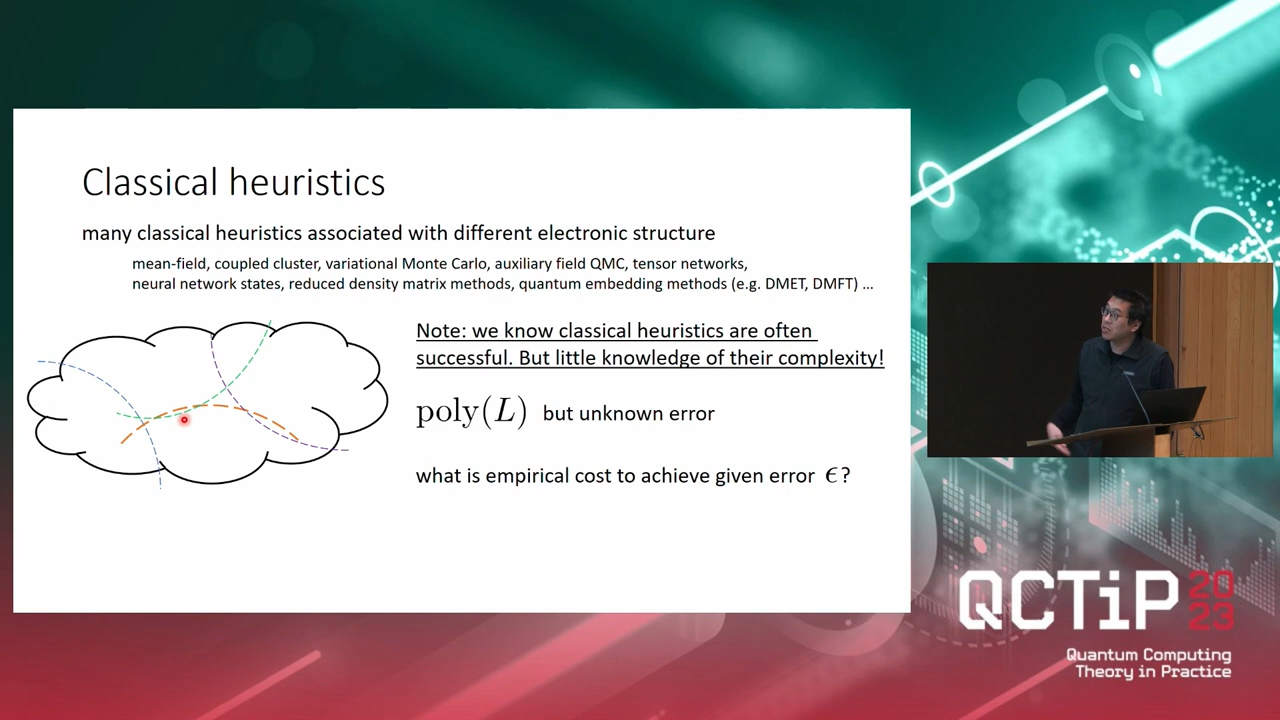 Classical heuristics
many classical heuristics associated with different electronic structure
mean-field, coupled cluster, variational Monte Carlo, auxiliary field QMC, tensor networks,
neural network states, reduced density matrix methods, quantum embedding methods (e.g. DMET, DMFT) ...
Note: we know classical heuristics are often
successful. But little knowledge of their complexity!
poly(L) but unknown error
what is empirical cost to achieve given error ϵ?
QCTiP 2023
Quantum Computing
Theory in Practice